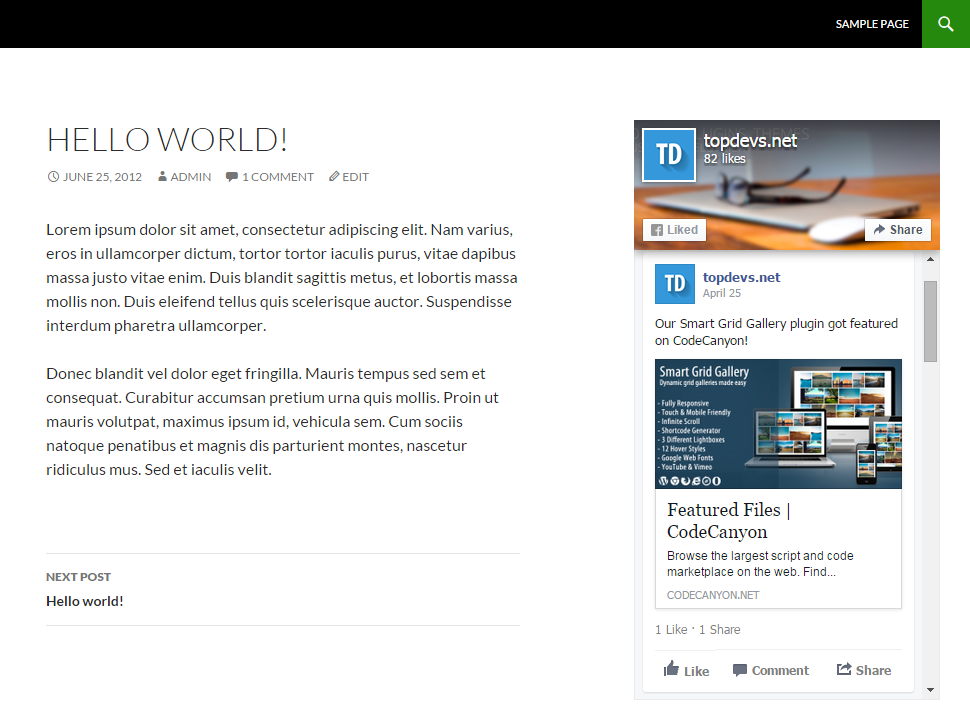 SAMPLE PAGE
HELLO WORLD!
JUNE 25, 2012 ADMIN 1 COMMENT EDIT
Lorem ipsum dolor sit amet, consectetur adipiscing elit. Nam varius,
eros in ullamcorper dictum, tortor tortor iaculis purus, vitae dapibus
massa justo vitae enim. Duis blandit sagittis metus, et lobortis massa
mollis non. Duis eleifend tellus quis scelerisque auctor. Suspendisse
interdum pharetra ullamcorper.
Donec blandit vel dolor eget fringilla. Mauris tempus sed sem et
consequat. Curabitur accumsan pretium urna quis mollis. Proin ut
mauris volutpat, maximus ipsum id, vehicula sem. Cum sociis
natoque penatibus et magnis dis parturient montes, nascetur
ridiculus mus. Sed et iaculis velit.
NEXT POST
Hello world!
TD
topdevs.net
82 likes
Liked
Share
TD
topdevs.net
April 25
Our Smart Grid Gallery plugin got featured
on CodeCanyon!
Smart Grid Gallery
Dynamic grid galleries made easy
- Fully Responsive
- Touch & Mobile Friendly
- Infinite Scroll
- Shortcode Generator
- 3 Different Lightboxes
- 12 Hover Styles
- Google Web Fonts
- YouTube & Vimeo
Featured Files |
CodeCanyon
Browse the largest script and code
marketplace on the web. Find...
CODECANYON.NET
1 Like · 1 Share
Like Comment Share